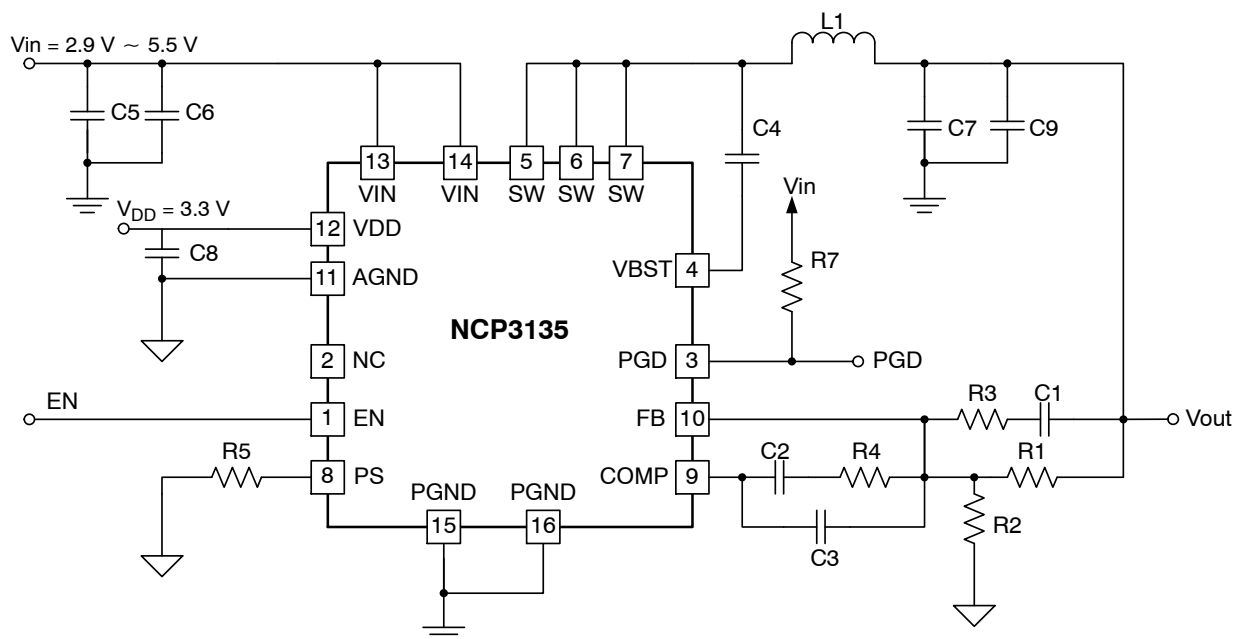 L1
Vin = 2.9 V ~ 5.5 V
C5
C6
C4
C7
C9
13
14
5
6
7
VIN
VIN
SW
SW
SW
Vin
VDD = 3.3 V
12
VDD
C8
11
AGND
VBST
4
R7
NCP3135
2
NC
PGD
3
PGD
EN
1
EN
FB
10
R3
C1
Vout
R5
8
PS
COMP
9
C2
R4
R1
PGND
PGND
15
16
C3
R2